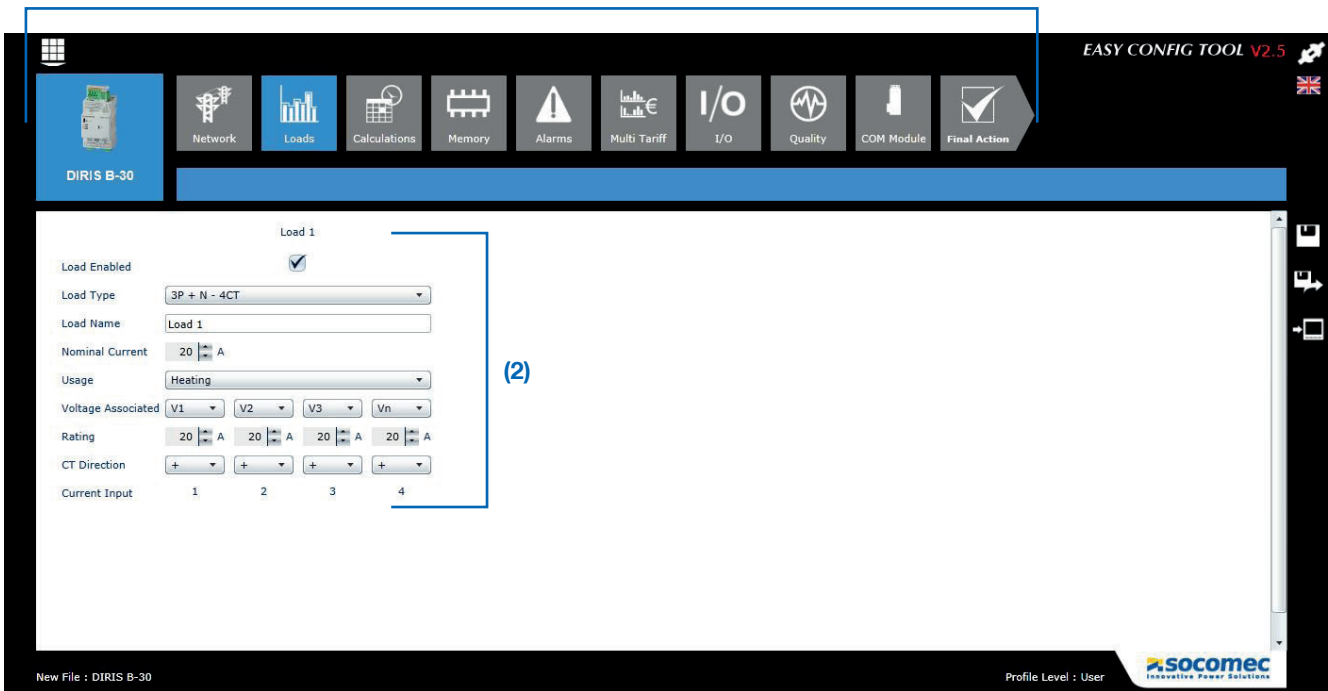 EASY CONFIG TOOL V2.5
Network
Loads
Calculations
Memory
Alarms
€
Multi Tariff
I/O
I/O
Quality
COM Module
Final Action
DIRIS B-30
Load 1
Load Enabled
Load Type 3P + N - 4CT
Load Name Load 1
Nominal Current 20 A
Usage Heating
(2)
Voltage Associated V1 V2 V3 Vn
Rating 20 A 20 A 20 A 20 A
CT Direction + + + +
Current Input 1 2 3 4
New File : DIRIS B-30
Profile Level : User
socomec
Innovative Power Solutions